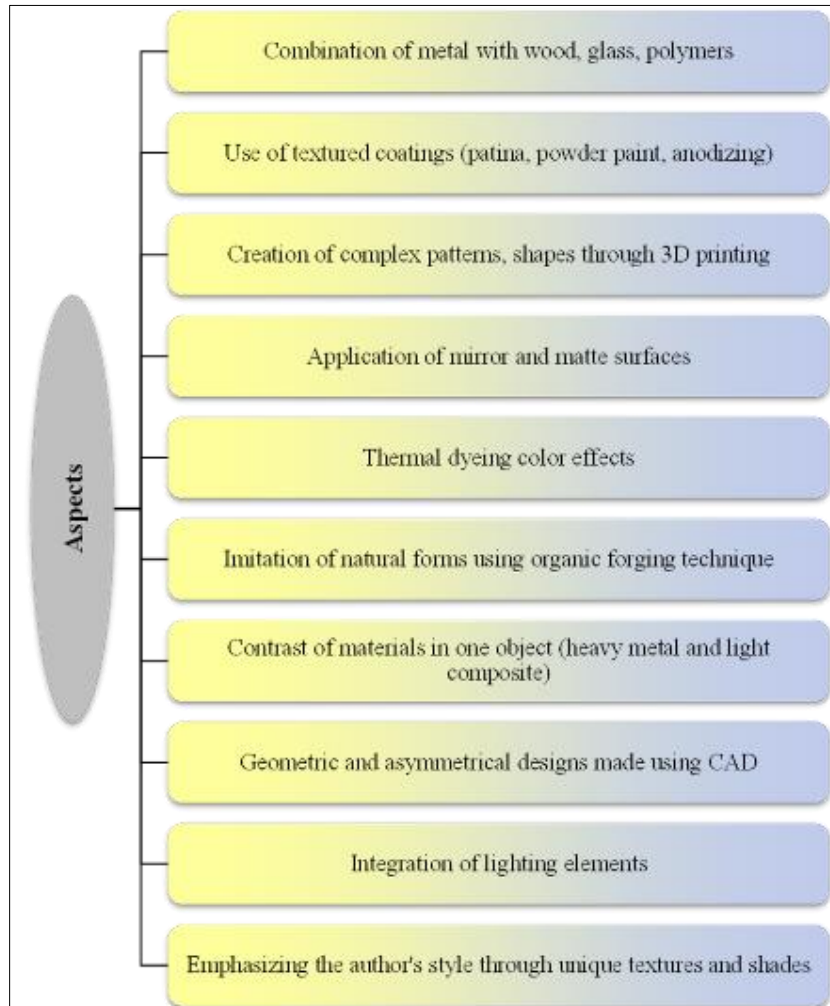 Aspects
Combination of metal with wood, glass, polymers
Use of textured coatings (patina, powder paint, anodizing)
Creation of complex patterns, shapes through 3D printing
Application of mirror and matte surfaces
Thermal dyeing color effects
Imitation of natural forms using organic forging technique
Contrast of materials in one object (heavy metal and light
composite)
Geometric and asymmetrical designs made using CAD
Integration of lighting elements
Emphasizing the author's style through unique textures and shades